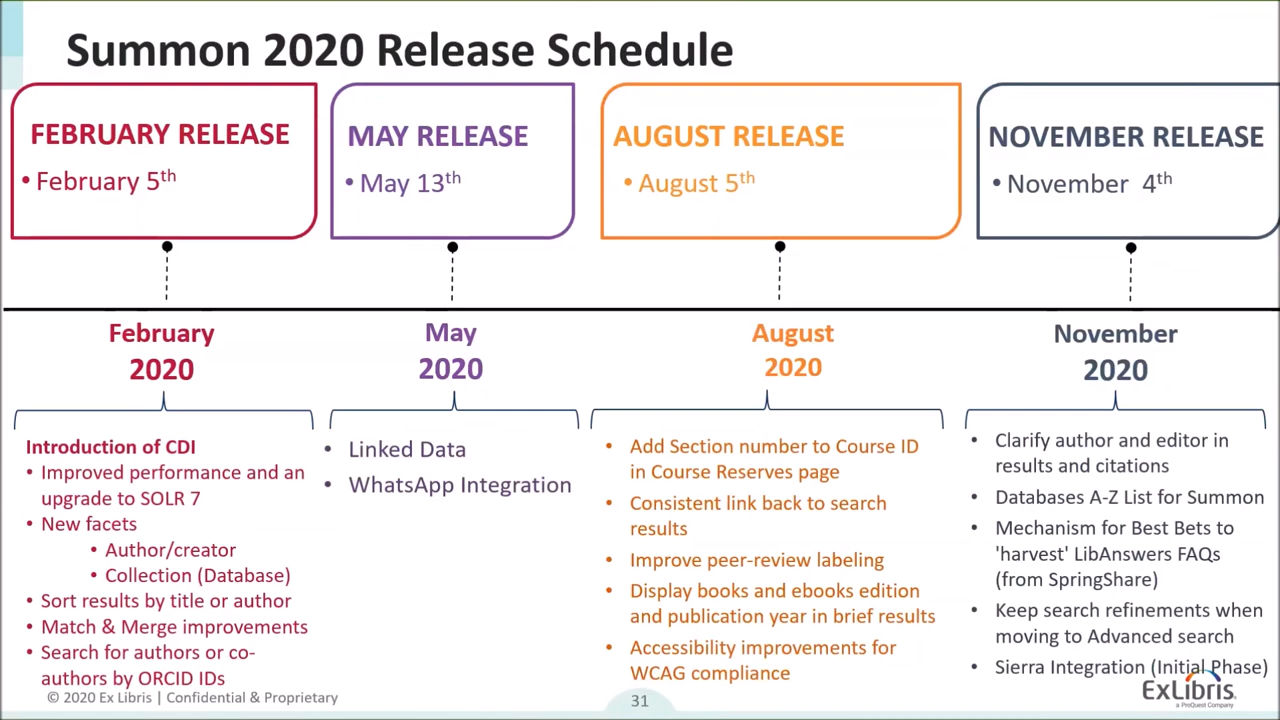 Summon 2020 Release Schedule
FEBRUARY RELEASE
• February 5th
MAY RELEASE
• May 13th
AUGUST RELEASE
• August 5th
NOVEMBER RELEASE
• November 4th
February
2020
May
2020
August
2020
November
2020
Introduction of CDI
• Improved performance and an
upgrade to SOLR 7
• New facets
• Author/creator
• Collection (Database)
• Sort results by title or author
• Match & Merge improvements
• Search for authors or co-
authors by ORCID IDs
• Linked Data
• WhatsApp Integration
• Add Section number to Course ID
in Course Reserves page
• Consistent link back to search
results
• Improve peer-review labeling
• Display books and ebooks edition
and publication year in brief results
• Accessibility improvements for
WCAG compliance
• Clarify author and editor in
results and citations
• Databases A-Z List for Summon
• Mechanism for Best Bets to
'harvest' LibAnswers FAQs
(from SpringShare)
• Keep search refinements when
moving to Advanced search
• Sierra Integration (Initial Phase)
© 2020 Ex Libris | Confidential & Proprietary
31
ExLibris
a ProQuest Company